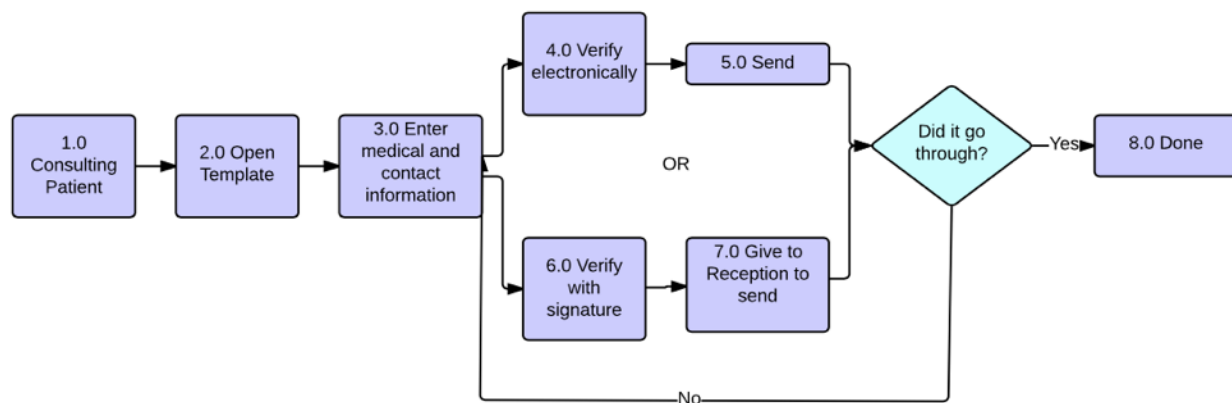 1.0
Consulting
Patient
2.0 Open
Template
3.0 Enter
medical and
contact
information
4.0 Verify
electronically
5.0 Send
OR
6.0 Verify
with
signature
7.0 Give to
Reception to
send
Did it go
through?
Yes
8.0 Done
No